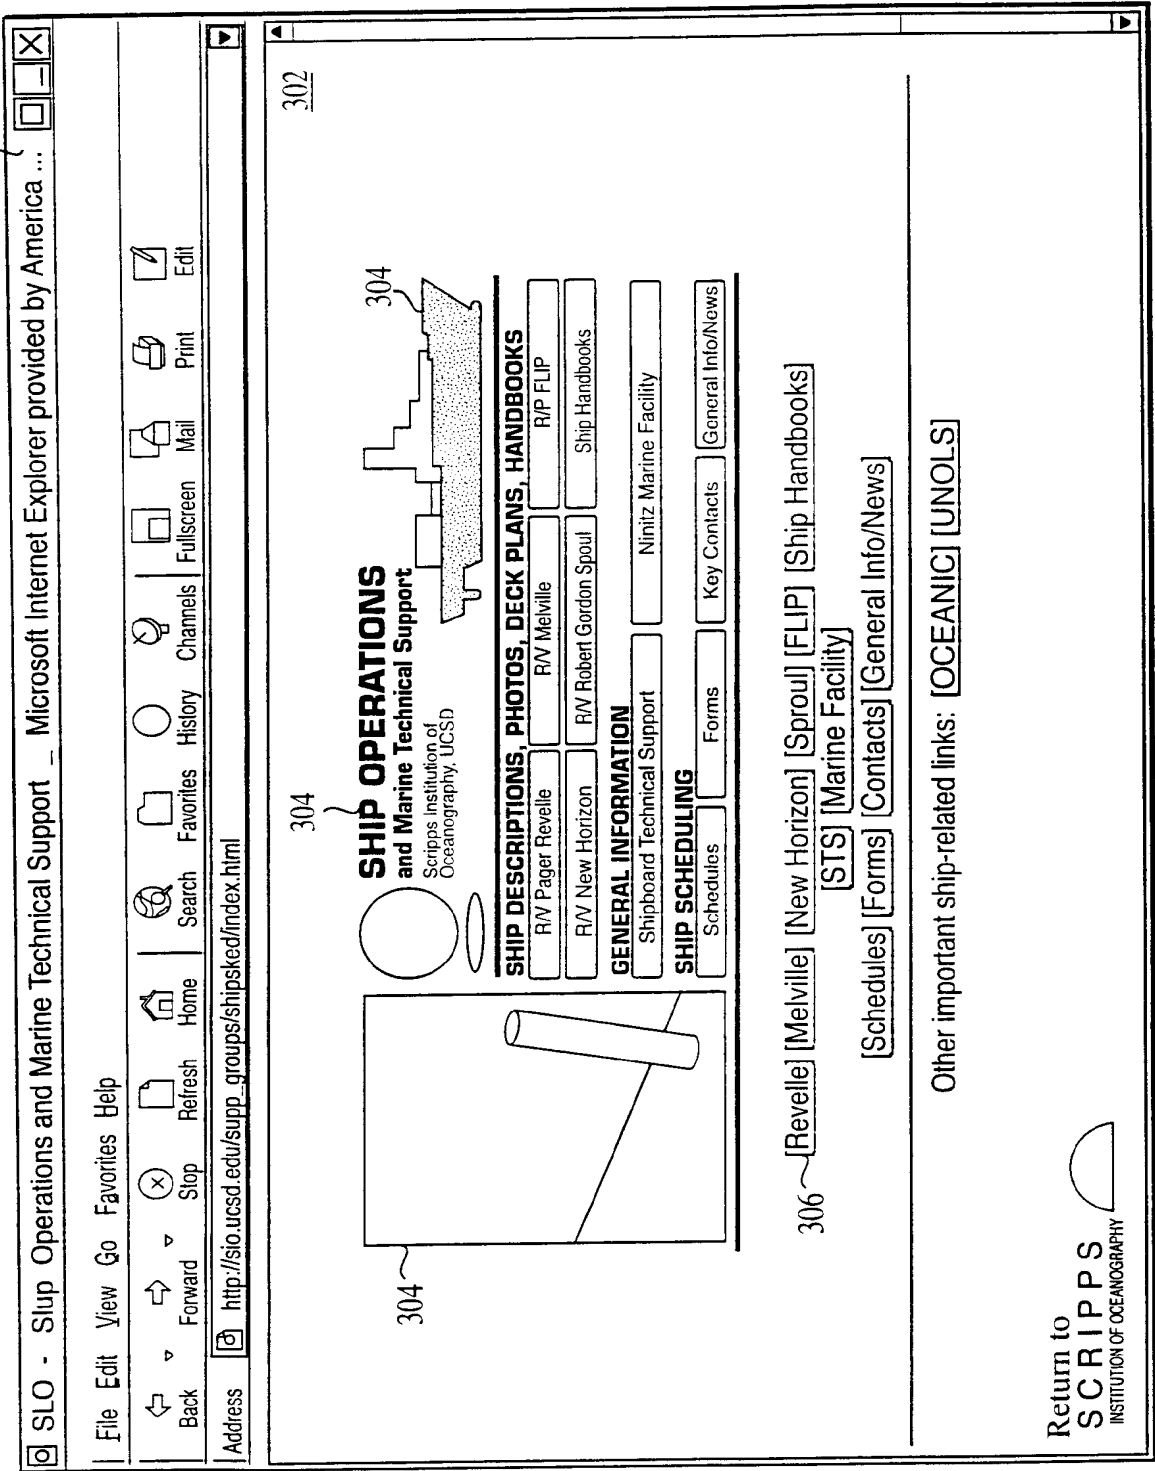 SLO - Slup Operations and Marine Technical Support _ Microsoft Internet Explorer provided by America ...
File Edit View Go Favorites Help
Back Forward Stop Refresh Home Search Favorites History Channels Fullscreen Mail Print Edit
Address http://sio.ucsd.edu/supp_groups/shipsked/index.html
302
304
304
SHIP OPERATIONS
and Marine Technical Support
Scripps Institution of
Oceanography, UCSD
304
SHIP DESCRIPTIONS, PHOTOS, DECK PLANS, HANDBOOKS
R/V Pager Revelle R/V Melville R/P FLIP
R/V New Horizon R/V Robert Gordon Spoul Ship Handbooks
GENERAL INFORMATION
Shipboard Technical Support Ninitz Marine Facility
SHIP SCHEDULING
Schedules Forms Key Contacts General Info/News
306 [Revelle] [Melville] [New Horizon] [Sproul] [FLIP] [Ship Handbooks]
[STS] [Marine Facility]
[Schedules] [Forms] [Contacts] [General Info/News]
Other important ship-related links: [OCEANIC] [UNOLS]
Return to
SCRIPPS
INSTITUTION OF OCEANOGRAPHY